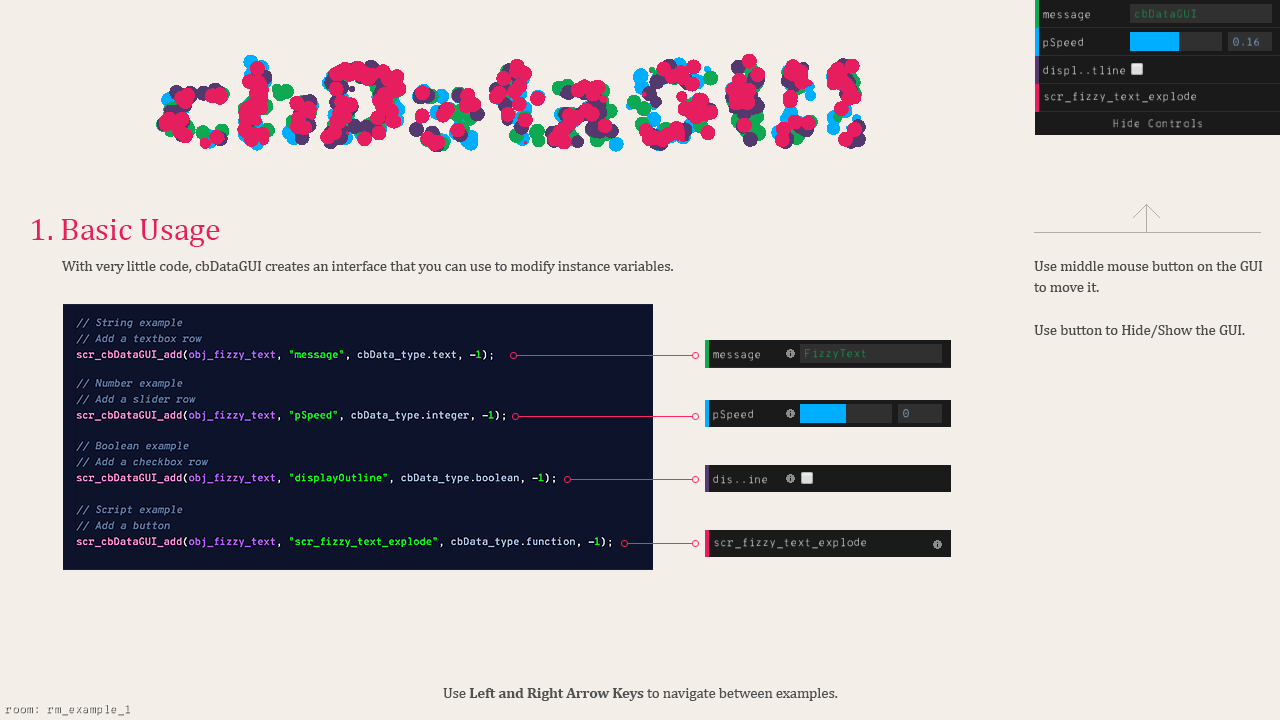 cbDataGUI
message cbDataGUI
pSpeed 0.16
displ..tline
scr_fizzy_text_explode
Hide Controls
1. Basic Usage
With very little code, cbDataGUI creates an interface that you can use to modify instance variables.
Use middle mouse button on the GUI
to move it.
Use button to Hide/Show the GUI.
// String example
// Add a textbox row
scr_cbDataGUI_add(obj_fizzy_text, "message", cbData_type.text, -1);
message FizzyText
// Number example
// Add a slider row
scr_cbDataGUI_add(obj_fizzy_text, "pSpeed", cbData_type.integer, -1);
pSpeed 0
// Boolean example
// Add a checkbox row
scr_cbDataGUI_add(obj_fizzy_text, "displayOutline", cbData_type.boolean, -1);
dis..ine
// Script example
// Add a button
scr_cbDataGUI_add(obj_fizzy_text, "scr_fizzy_text_explode", cbData_type.function, -1);
scr_fizzy_text_explode
Use Left and Right Arrow Keys to navigate between examples.
room: rm_example_1